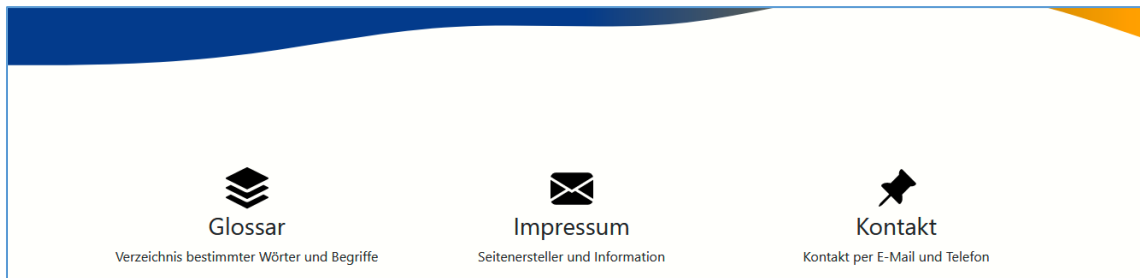 Glossar
Verzeichnis bestimmter Wörter und Begriffe
Impressum
Seitenersteller und Information
Kontakt
Kontakt per E-Mail und Telefon